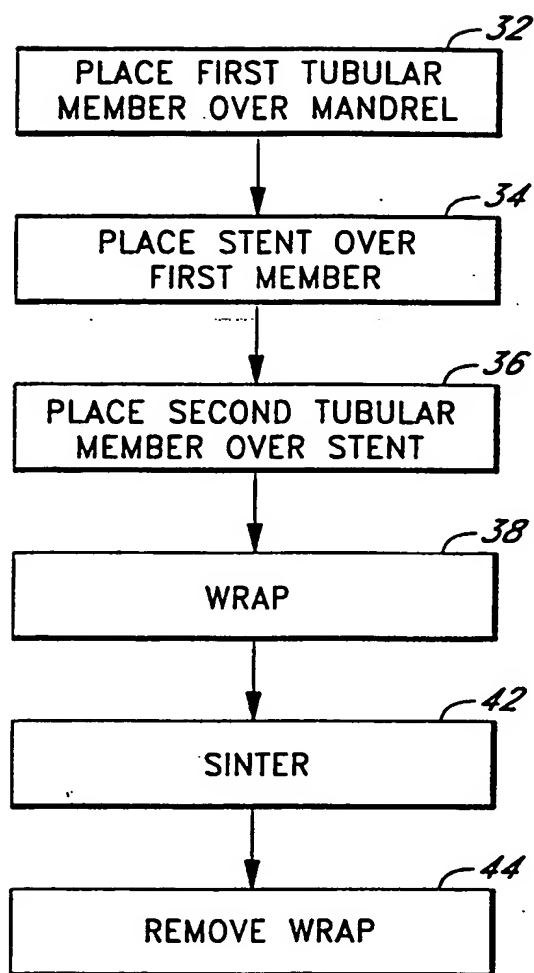 32
PLACE FIRST TUBULAR
MEMBER OVER MANDREL
34
PLACE STENT OVER
FIRST MEMBER
36
PLACE SECOND TUBULAR
MEMBER OVER STENT
38
WRAP
42
SINTER
44
REMOVE WRAP